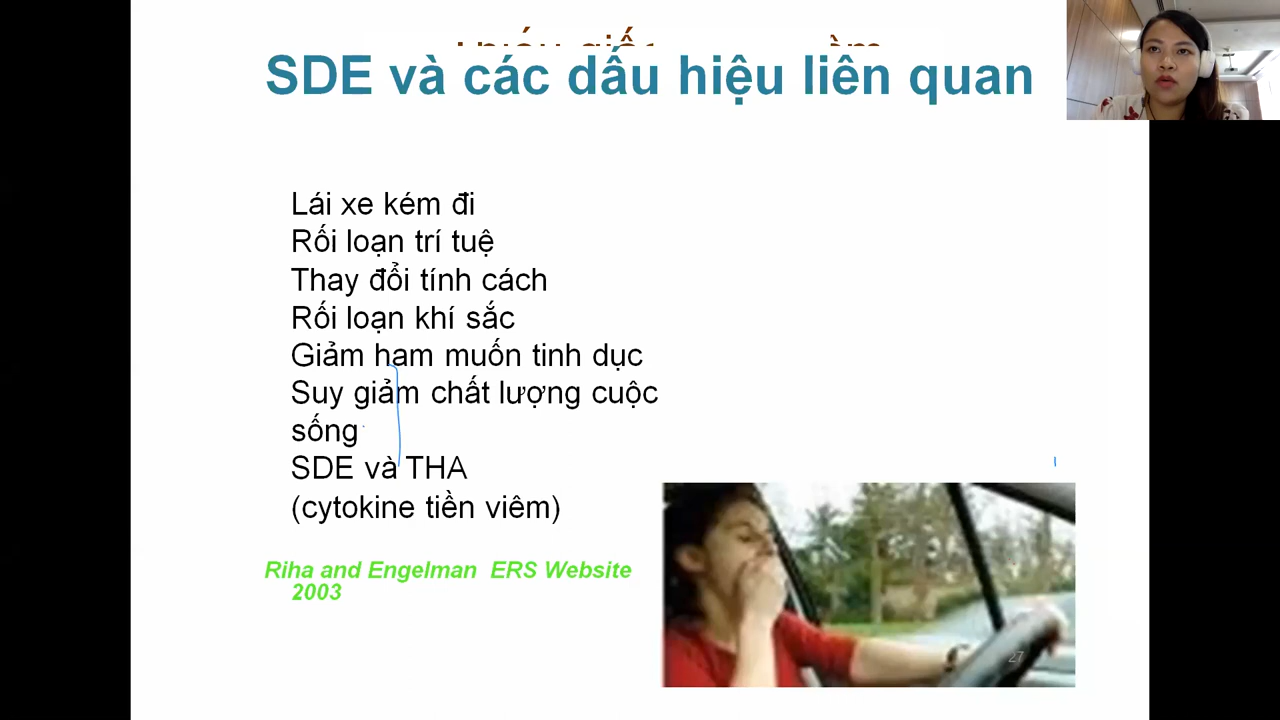 SDE và các dấu hiệu liên quan
Lái xe kém đi
Rối loạn trí tuệ
Thay đổi tính cách
Rối loạn khí sắc
Giảm ham muốn tinh dục
Suy giảm chất lượng cuộc
sống
SDE và THA
(cytokine tiền viêm)
Riha and Engelman ERS Website
2003
27